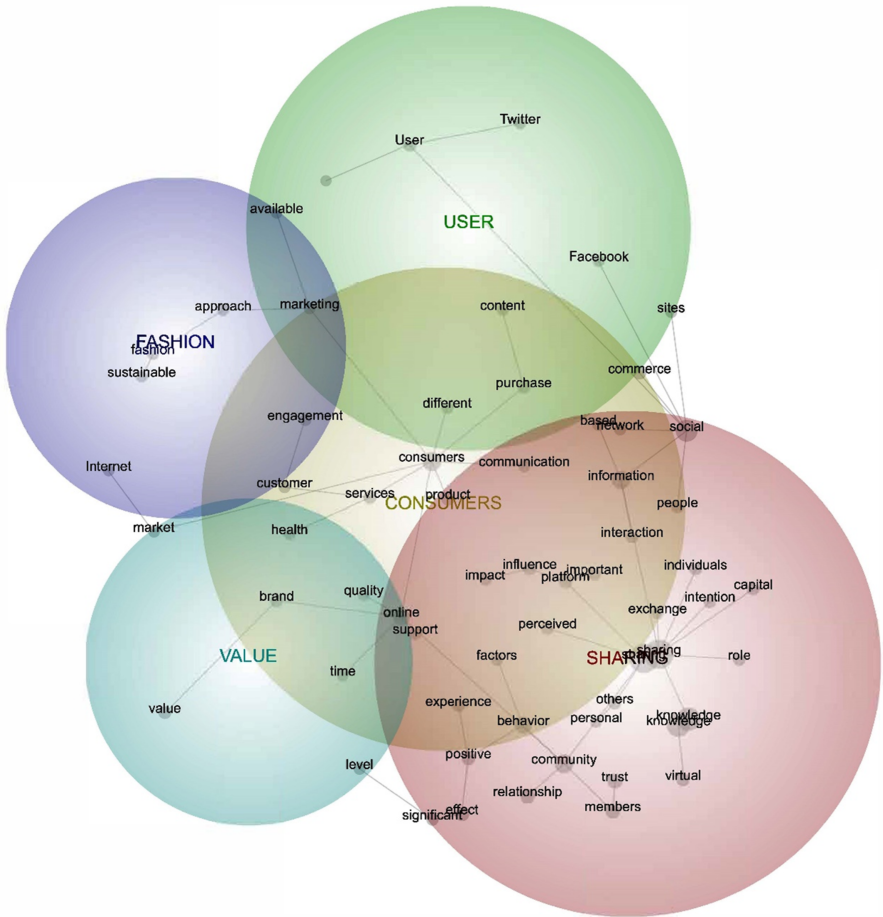 Twitter
User
available
USER
Facebook
marketing
approach
content
sites
FASHION
fashion
sustainable
commerce
purchase
different
engagement
based
network
social
consumers
communication
Internet
information
customer
services
product
CONSUMERS
people
market
health
interaction
influence
individuals
impact
important
platform
capital
quality
brand
intention
online
exchange
support
perceived
sharing
VALUE
factors
SHARING
role
time
others
experience
value
personal
knowledge
behavior
knowledge
positive
community
level
trust
virtual
relationship
members
significant
effect